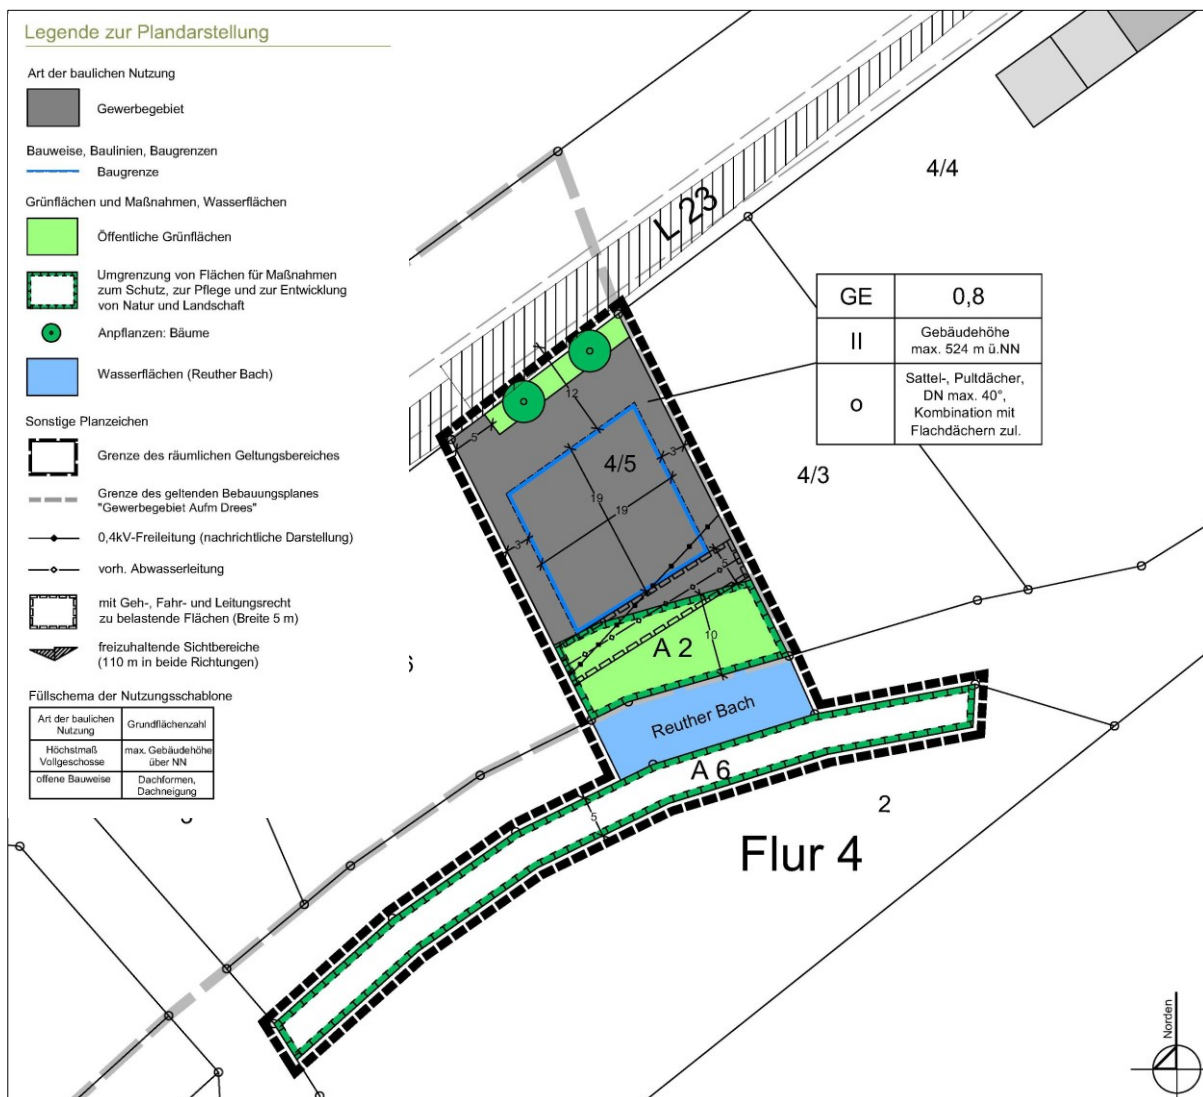 Legende zur Plandarstellung
Art der baulichen Nutzung
Gewerbegebiet
Bauweise, Baulinien, Baugrenzen
Baugrenze
Grünflächen und Maßnahmen, Wasserflächen
Öffentliche Grünflächen
Umgrenzung von Flächen für Maßnahmen
zum Schutz, zur Pflege und zur Entwicklung
von Natur und Landschaft
Anpflanzen: Bäume
Wasserflächen (Reuther Bach)
Sonstige Planzeichen
Grenze des räumlichen Geltungsbereiches
Grenze des geltenden Bebauungsplanes
"Gewerbegebiet Aufm Drees"
0,4kV-Freileitung (nachrichtliche Darstellung)
vorh. Abwasserleitung
mit Geh-, Fahr- und Leitungsrecht
zu belastende Flächen (Breite 5 m)
freizuhaltende Sichtbereiche
(110 m in beide Richtungen)
Füllschema der Nutzungsschablone
Art der baulichen
Nutzung
Grundflächenzahl
Höchstmaß
Vollgeschosse
max. Gebäudehöhe
über NN
offene Bauweise
Dachformen,
Dachneigung
L 23
4/4
GE
0,8
II
Gebäudehöhe
max. 524 m ü.NN
o
Sattel-, Pultdächer,
DN max. 40°,
Kombination mit
Flachdächern zul.
4/3
12
5
3
4/5
19
19
3
5
A 2
10
Reuther Bach
A 6
5
2
Flur 4
Norden